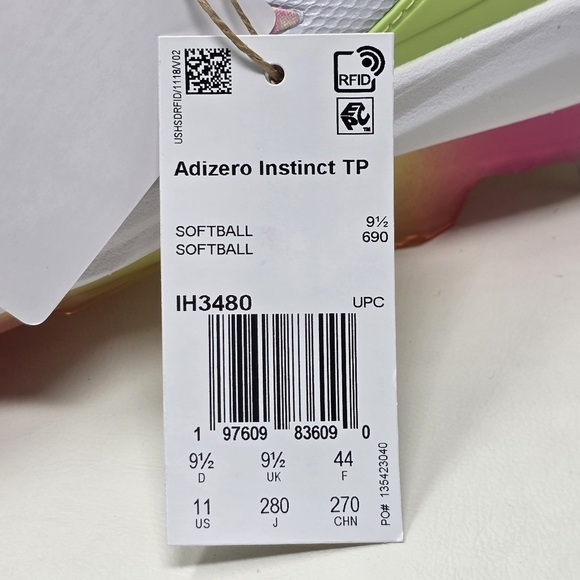 USHSDRFID/1118/V02
RFID
EPC™
Adizero Instinct TP
SOFTBALL 9½
SOFTBALL 690
IH3480 UPC
1 97609 83609 0
9½ 9½ 44
D UK F
11 280 270
US J CHN
PO# 135423040